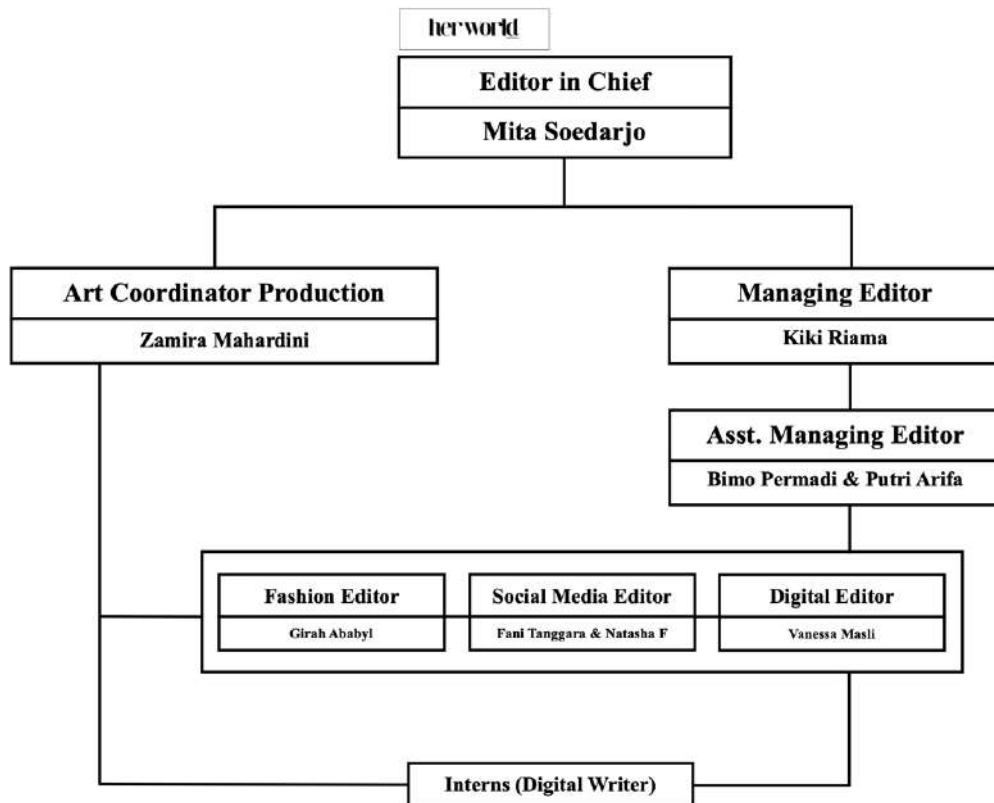 her world
Editor in Chief
Mita Soedarjo
Art Coordinator Production
Zamira Mahardini
Managing Editor
Kiki Riama
Asst. Managing Editor
Bimo Permadi & Putri Arifa
Fashion Editor
Girah Ababyl
Social Media Editor
Fani Tanggara & Natasha F
Digital Editor
Vanessa Masli
Interns (Digital Writer)